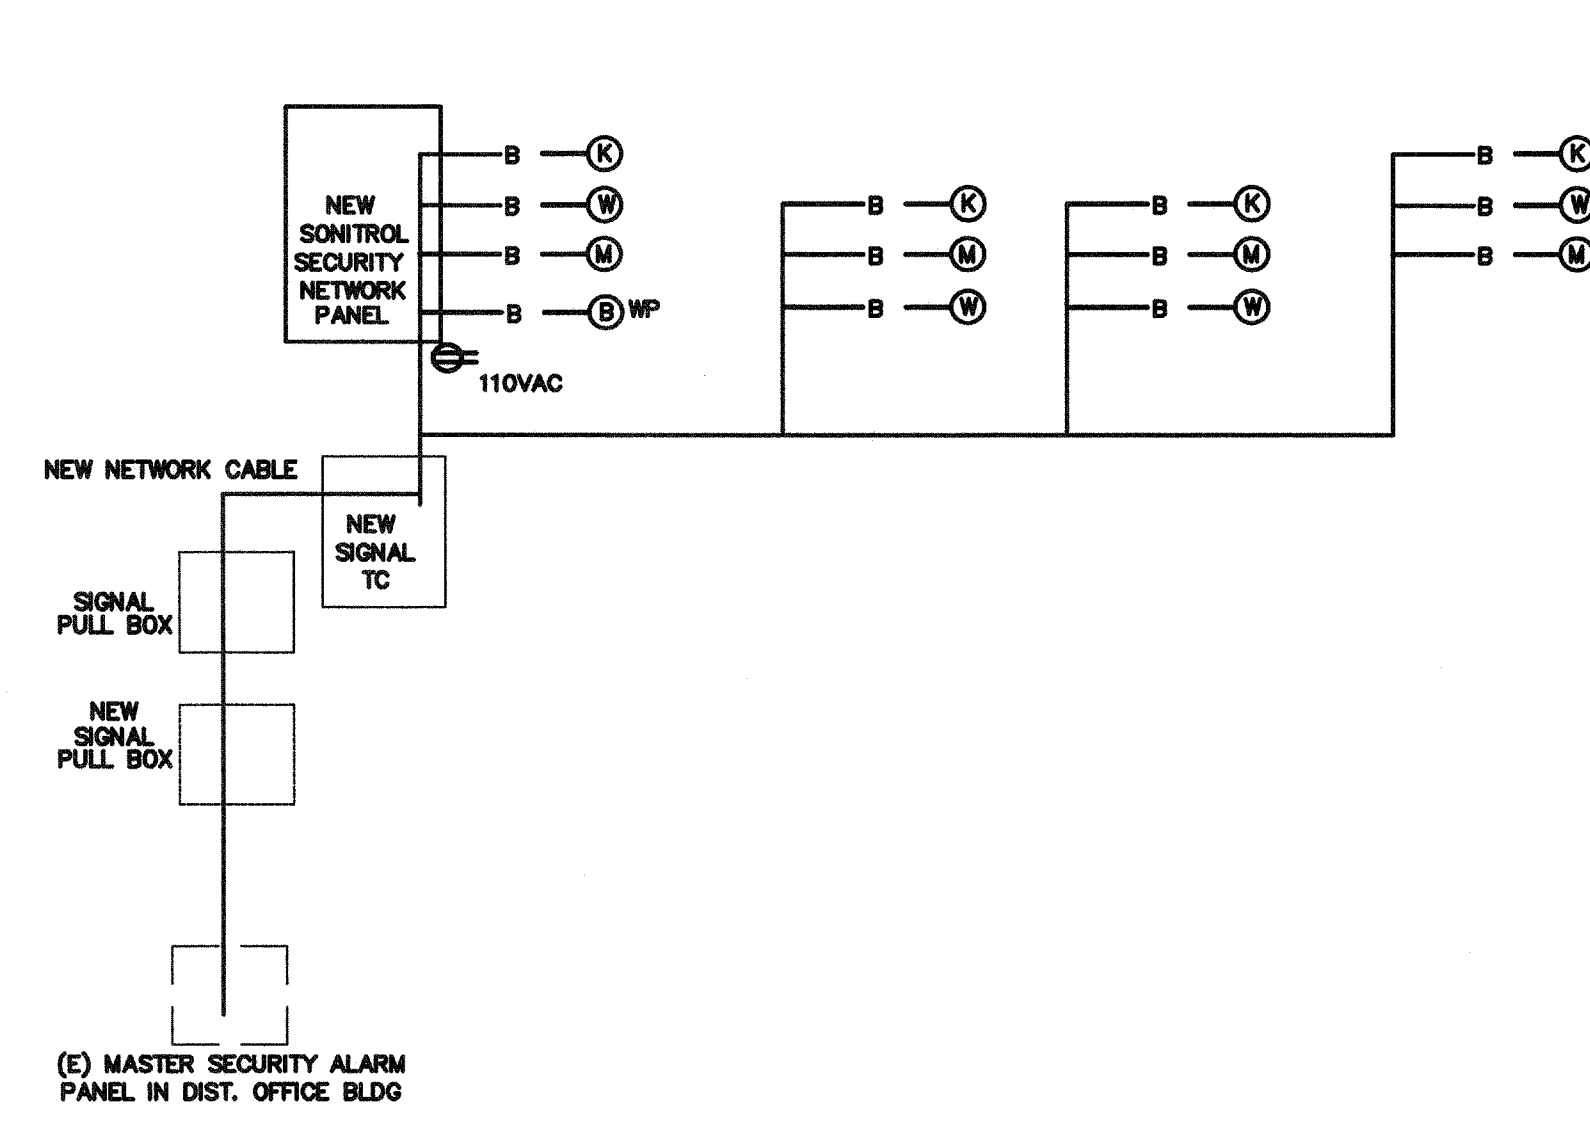 NEW
SONITROL
SECURITY
NETWORK
PANEL
B K
B W
B M
B B WP
110VAC
B K
B M
B W
B K
B M
B W
B K
B W
B M
NEW NETWORK CABLE
NEW
SIGNAL
TC
SIGNAL
PULL BOX
NEW
SIGNAL
PULL BOX
(E) MASTER SECURITY ALARM
PANEL IN DIST. OFFICE BLDG